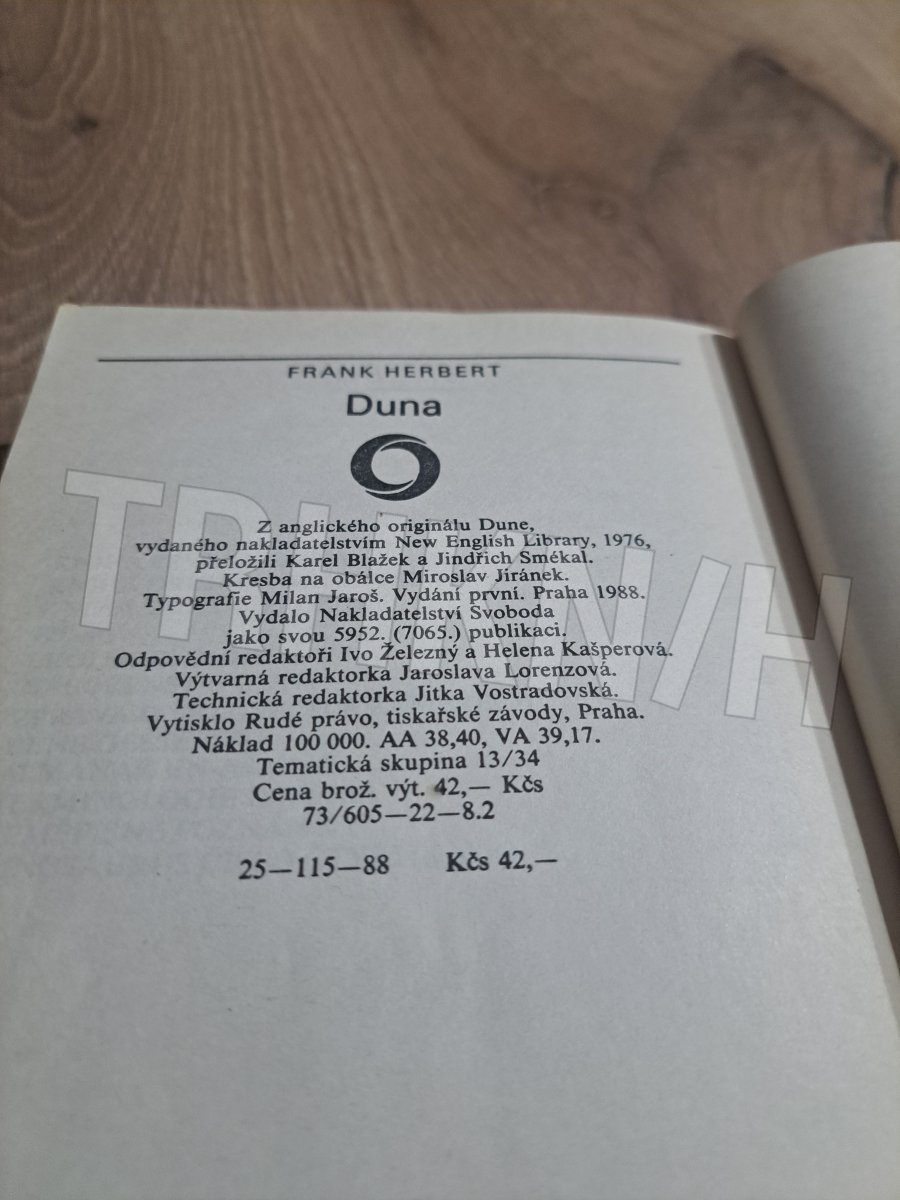 FRANK HERBERT
Duna
Z anglického originálu Dune,
vydaného nakladatelstvím New English Library, 1976,
přeložili Karel Blažek a Jindřich Smékal.
Kresba na obálce Miroslav Jiránek.
Typografie Milan Jaroš. Vydání první. Praha 1988.
Vydalo Nakladatelství Svoboda
jako svou 5952. (7065.) publikaci.
Odpovědní redaktoři Ivo Železný a Helena Kašperová.
Výtvarná redaktorka Jaroslava Lorenzová.
Technická redaktorka Jitka Vostradovská.
Vytisklo Rudé právo, tiskařské závody, Praha.
Náklad 100 000. AA 38,40, VA 39,17.
Tematická skupina 13/34
Cena brož. výt. 42,— Kčs
73/605—22—8.2
25—115—88 Kčs 42,—